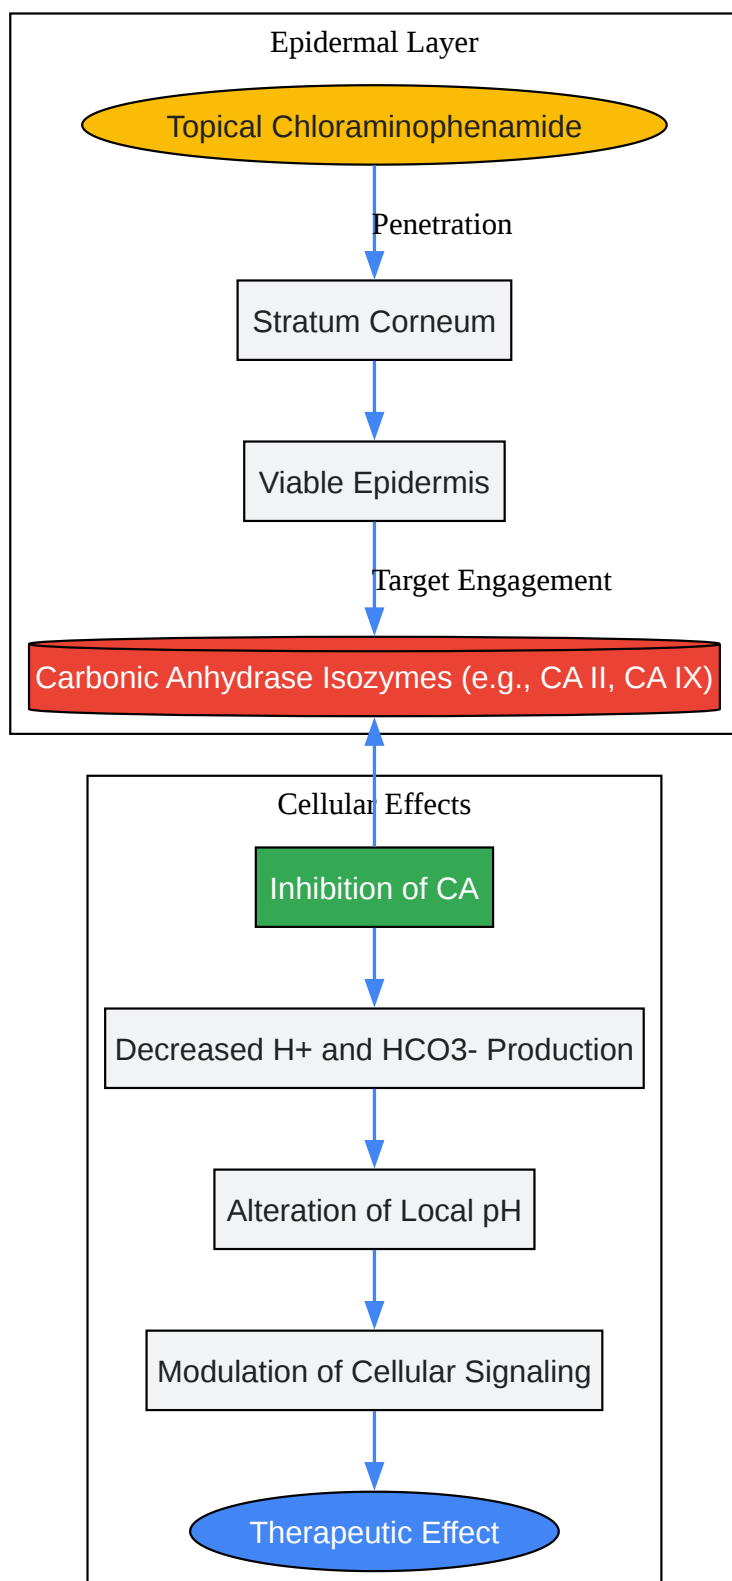 Epidermal Layer
Topical Chloraminophenamide
Penetration
Stratum Corneum
Viable Epidermis
Target Engagement
Carbonic Anhydrase Isozymes (e.g., CA II, CA IX)
Cellular Effects
Inhibition of CA
Decreased H+ and HCO3- Production
Alteration of Local pH
Modulation of Cellular Signaling
Therapeutic Effect